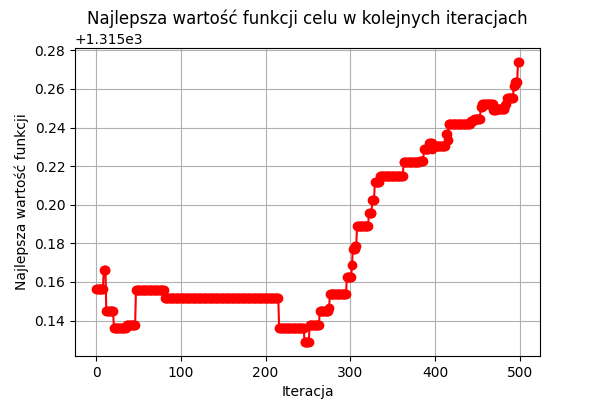 Najlepsza wartość funkcji celu w kolejnych iteracjach
+1.315e3
0.28
0.26
0.24
0.22
0.20
0.18
0.16
0.14
Najlepsza wartość funkcji
0 100 200 300 400 500
Iteracja